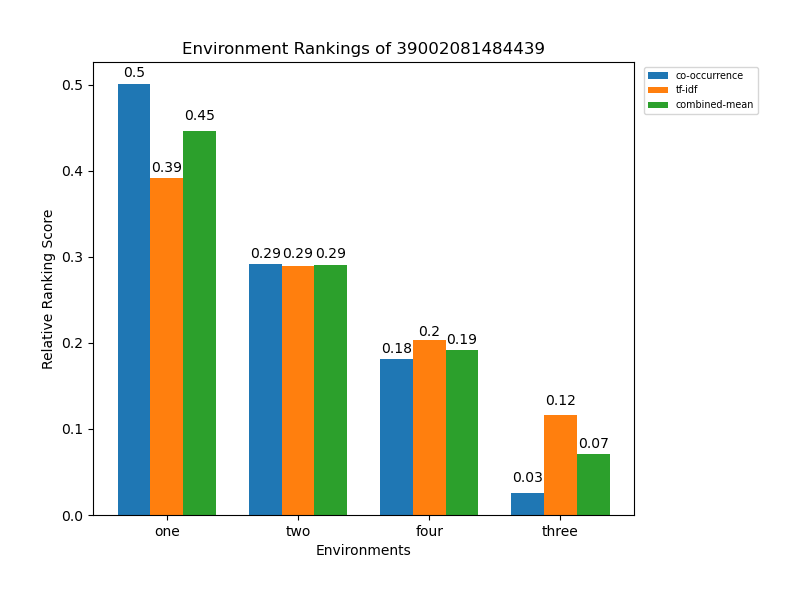 Environment Rankings of 39002081484439
co-occurrence
tf-idf
combined-mean
Relative Ranking Score
0.5
0.4
0.3
0.2
0.1
0.0
0.5
0.39
0.45
0.29
0.29
0.29
0.18
0.2
0.19
0.03
0.12
0.07
one
two
four
three
Environments